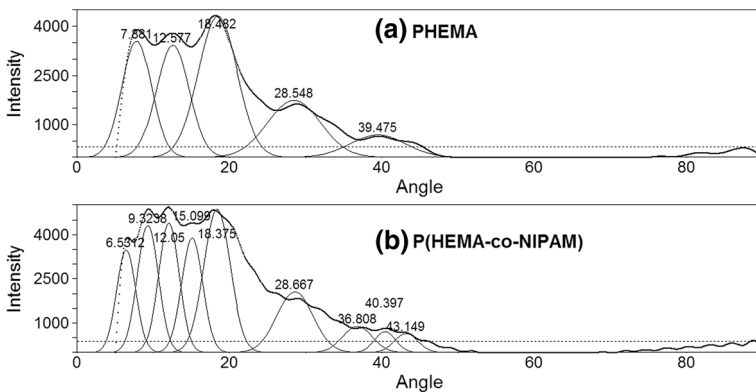 (a) PHEMA
Intensity
4000
2500
1000
7.881 12.577 18.482 28.548 39.475
0 20 40 60 80
Angle
(b) P(HEMA-co-NIPAM)
Intensity
4000
2500
1000
6.5312 9.3238 12.05 15.099 18.375 28.667 36.808 40.397 43.149
0 20 40 60 80
Angle